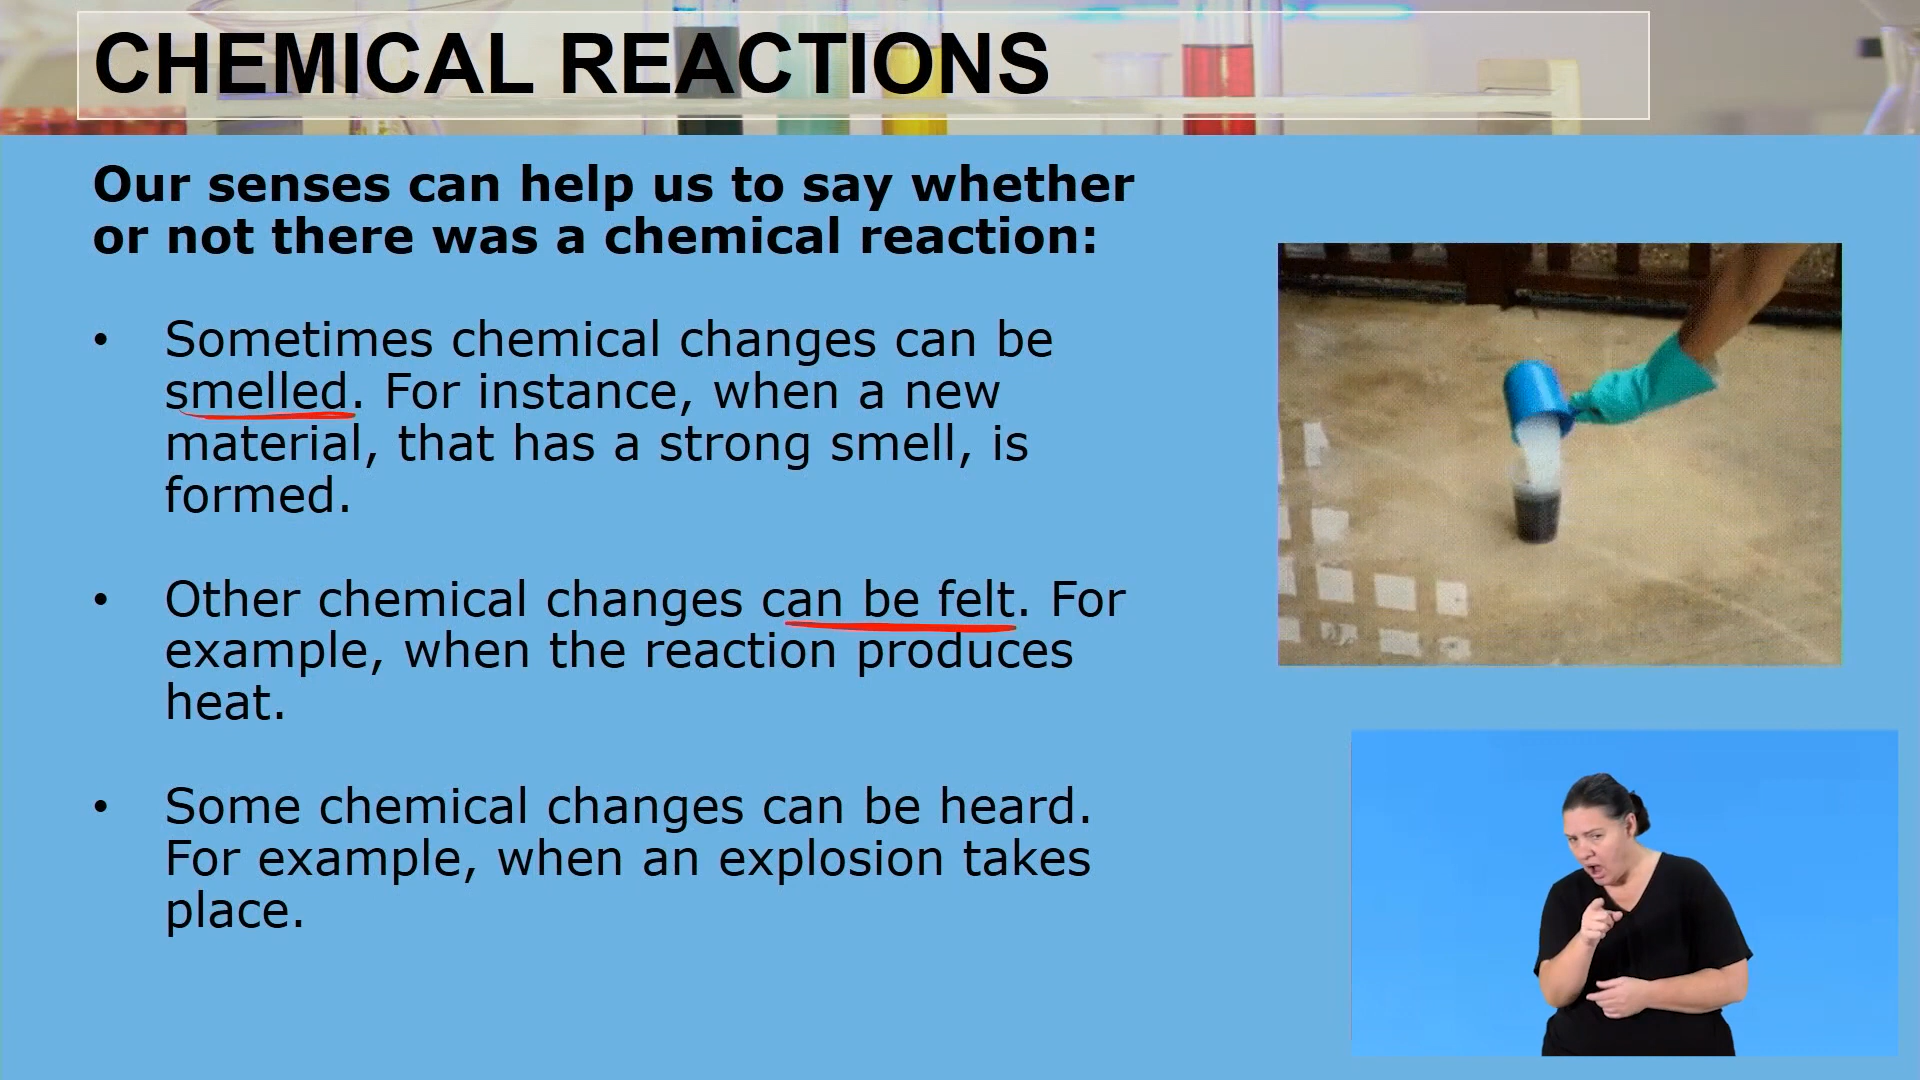 CHEMICAL REACTIONS
Our senses can help us to say whether
or not there was a chemical reaction:
• Sometimes chemical changes can be
smelled. For instance, when a new
material, that has a strong smell, is
formed.
• Other chemical changes can be felt. For
example, when the reaction produces
heat.
• Some chemical changes can be heard.
For example, when an explosion takes
place.